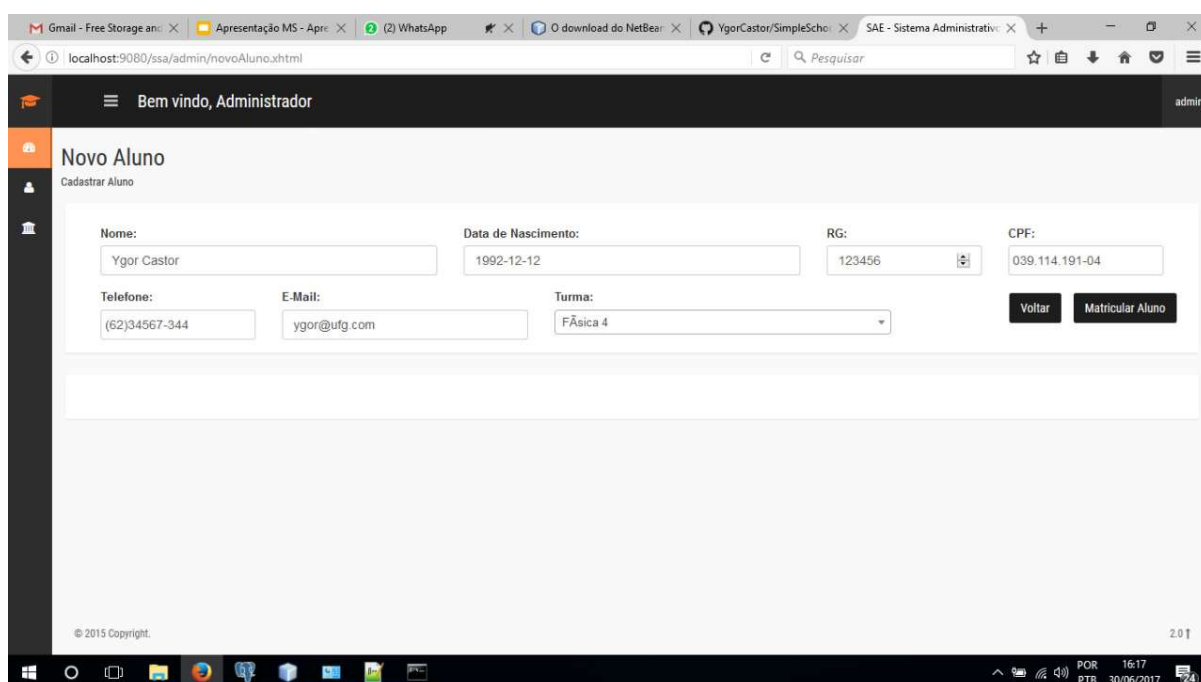 Gmail - Free Storage and
Apresentação MS - Apre
(2) WhatsApp
O download do NetBear
YgorCastor/SimpleScho
SAE - Sistema Administrativo
localhost:9080/ssa/admin/novoAluno.xhtml
Pesquisar
Bem vindo, Administrador
admin
Novo Aluno
Cadastrar Aluno
Nome:
Data de Nascimento:
RG:
CPF:
Ygor Castor
1992-12-12
123456
039.114.191-04
Telefone:
E-Mail:
Turma:
(62)34567-344
ygor@ufg.com
FÃsica 4
Voltar
Matricular Aluno
© 2015 Copyright.
2.0
POR
PTB
16:17
30/06/2017
24